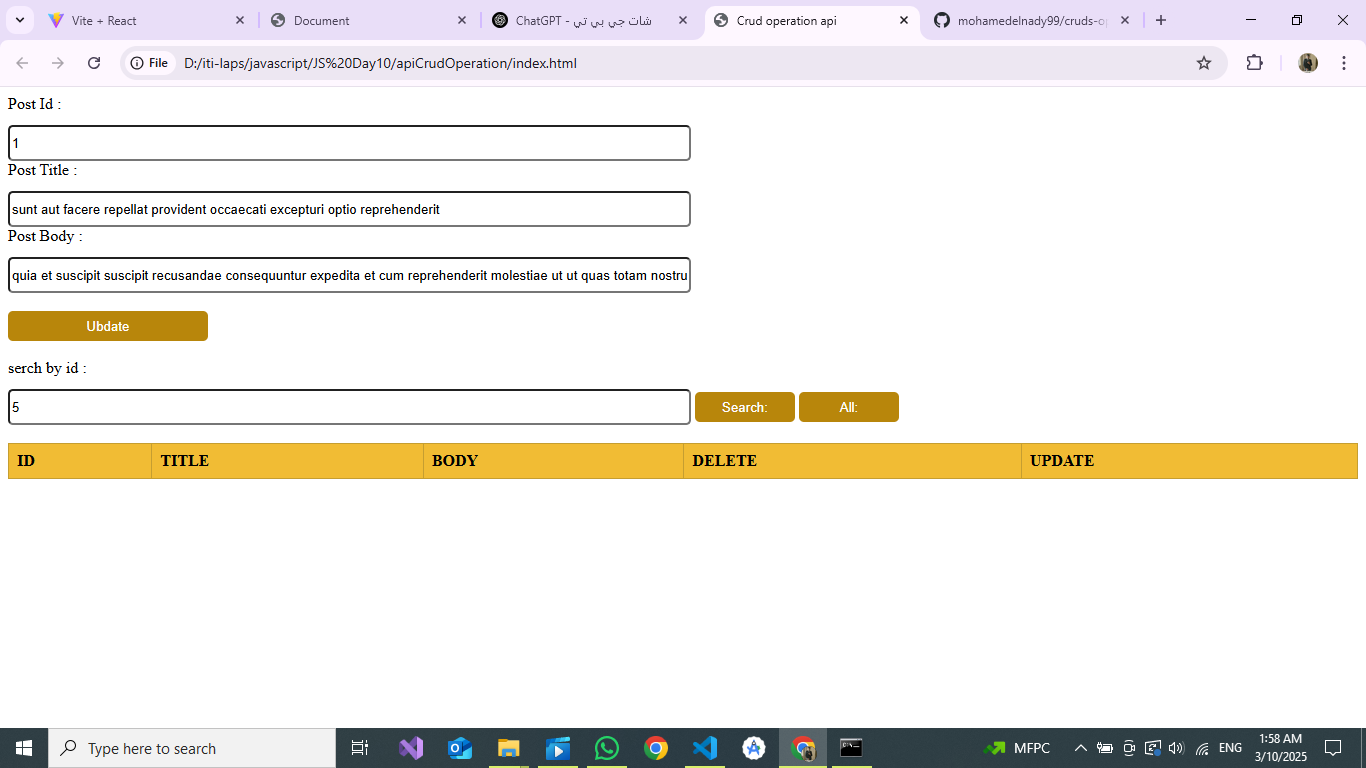 Vite + React
Document
ChatGPT - شات جي بي تي
Crud operation api
mohamedelnady99/cruds-op
File
D:/iti-laps/javascript/JS%20Day10/apiCrudOperation/index.html
Post Id :
1
Post Title :
sunt aut facere repellat provident occaecati excepturi optio reprehenderit
Post Body :
quia et suscipit suscipit recusandae consequuntur expedita et cum reprehenderit molestiae ut ut quas totam nostru
Ubdate
serch by id :
5 Search: All:
ID TITLE BODY DELETE UPDATE
Type here to search
MFPC
ENG
1:58 AM
3/10/2025